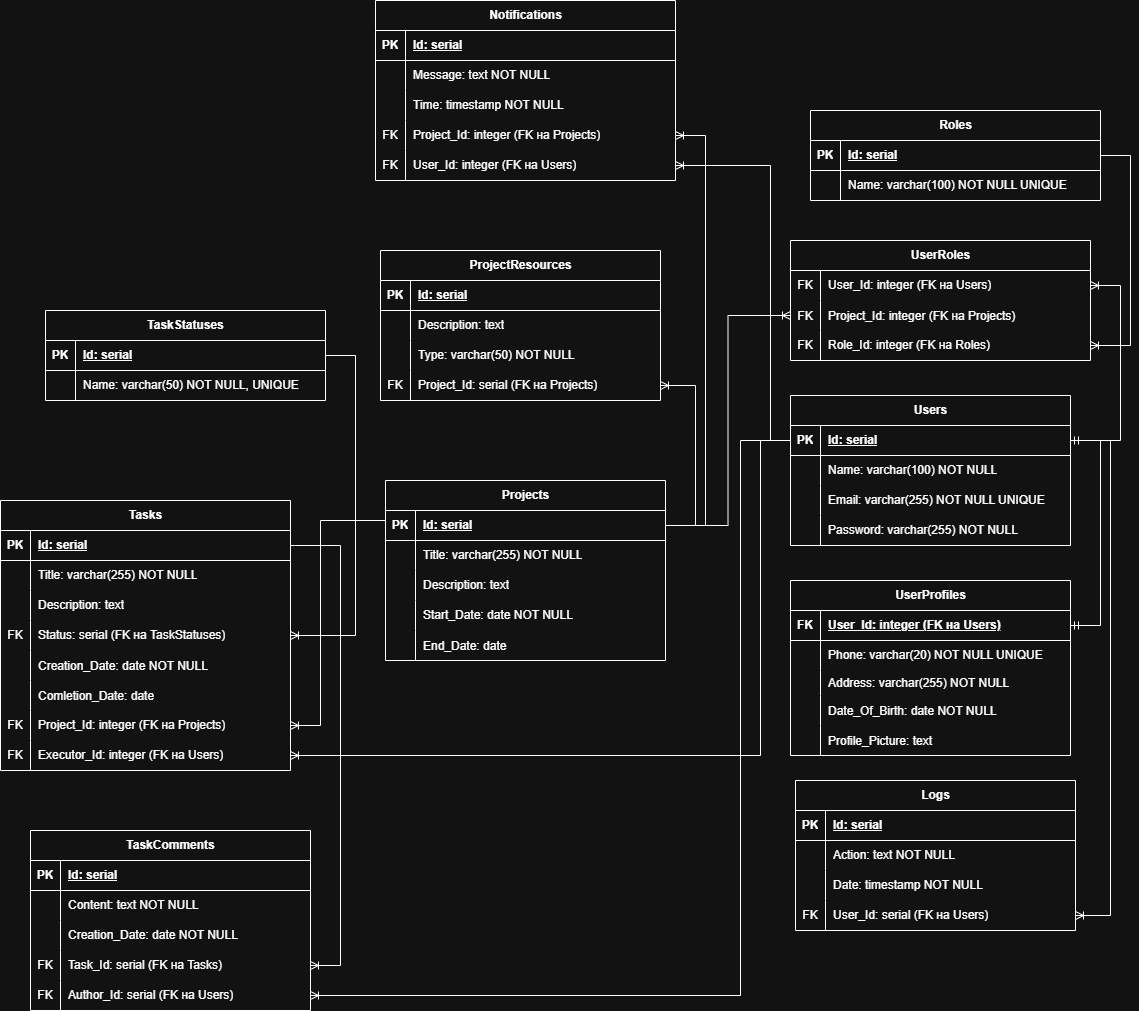 Notifications
PK Id: serial
Message: text NOT NULL
Time: timestamp NOT NULL
FK Project_Id: integer (FK на Projects)
FK User_Id: integer (FK на Users)
Roles
PK Id: serial
Name: varchar(100) NOT NULL UNIQUE
UserRoles
FK User_Id: integer (FK на Users)
FK Project_Id: integer (FK на Projects)
FK Role_Id: integer (FK на Roles)
ProjectResources
PK Id: serial
Description: text
Type: varchar(50) NOT NULL
FK Project_Id: serial (FK на Projects)
TaskStatuses
PK Id: serial
Name: varchar(50) NOT NULL, UNIQUE
Users
PK Id: serial
Name: varchar(100) NOT NULL
Email: varchar(255) NOT NULL UNIQUE
Password: varchar(255) NOT NULL
Projects
PK Id: serial
Title: varchar(255) NOT NULL
Description: text
Start_Date: date NOT NULL
End_Date: date
Tasks
PK Id: serial
Title: varchar(255) NOT NULL
Description: text
FK Status: serial (FK на TaskStatuses)
Creation_Date: date NOT NULL
Comletion_Date: date
FK Project_Id: integer (FK на Projects)
FK Executor_Id: integer (FK на Users)
UserProfiles
FK User_Id: integer (FK на Users)
Phone: varchar(20) NOT NULL UNIQUE
Address: varchar(255) NOT NULL
Date_Of_Birth: date NOT NULL
Profile_Picture: text
Logs
PK Id: serial
Action: text NOT NULL
Date: timestamp NOT NULL
FK User_Id: serial (FK на Users)
TaskComments
PK Id: serial
Content: text NOT NULL
Creation_Date: date NOT NULL
FK Task_Id: serial (FK на Tasks)
FK Author_Id: serial (FK на Users)